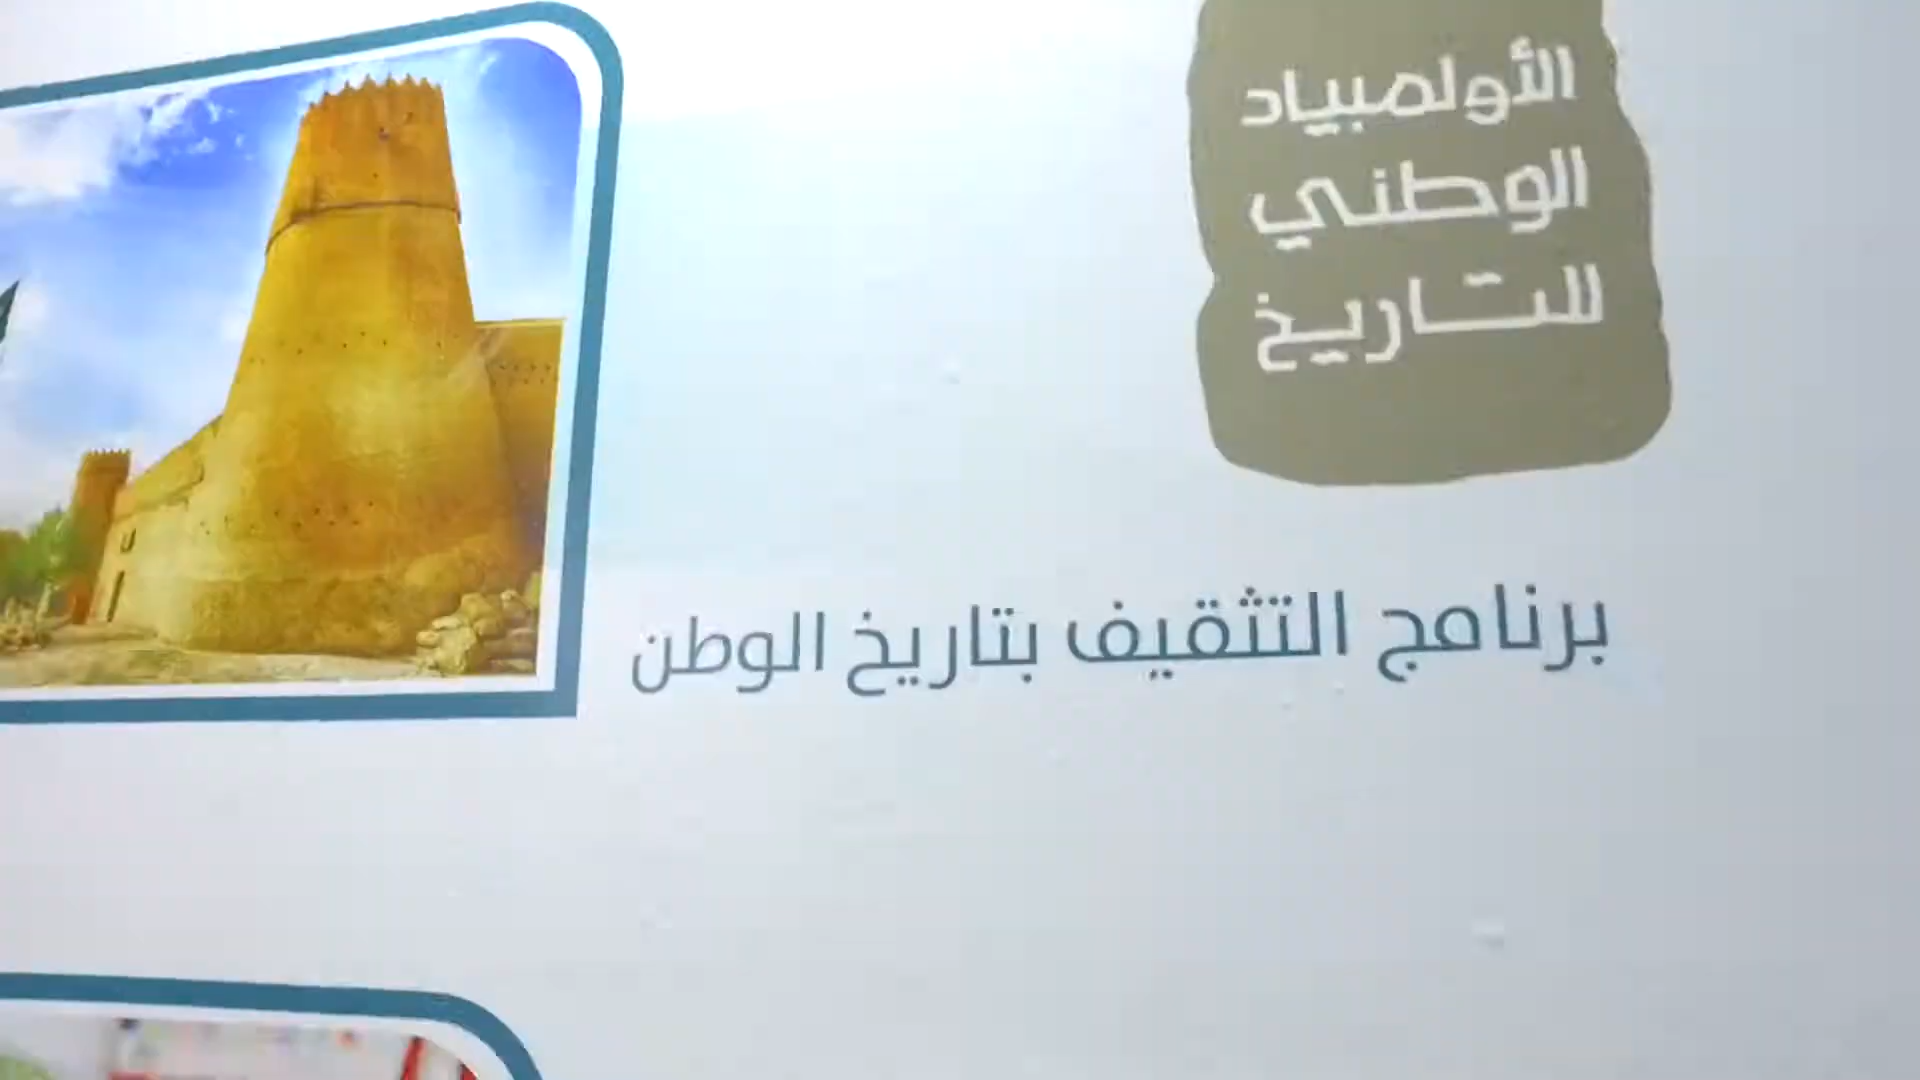 الأولمبياد
الوطني
للتاريخ
برنامج التثقيف بتاريخ الوطن